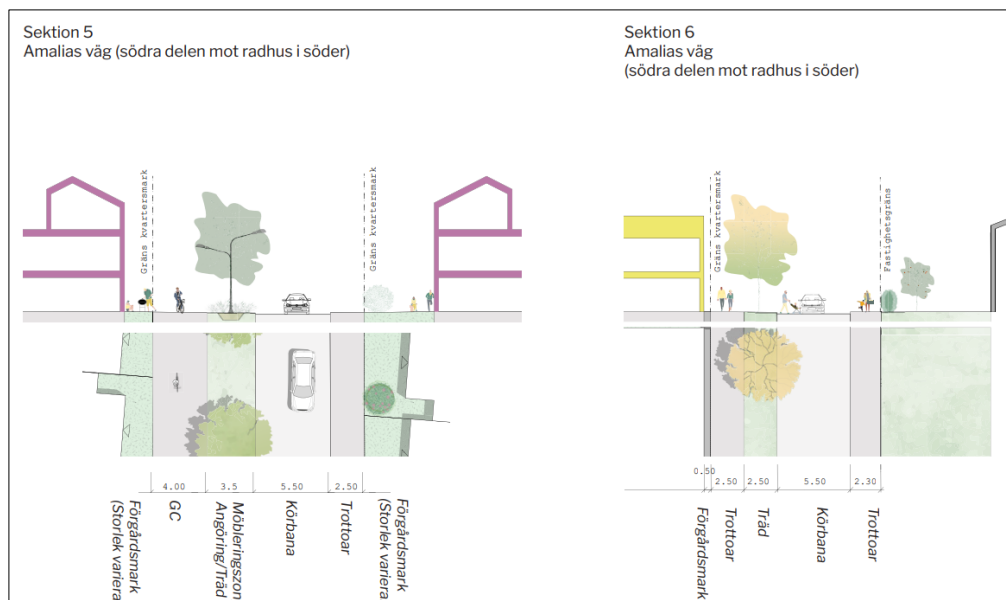 Sektion 5
Amalias väg (södra delen mot radhus i söder)
Gräns kvartersmark
Gräns kvartersmark
4.00
3.5
5.50
2.50
Förgårdsmark
(Storlek variera)
GC
Möbleringszon
Angöring/Träd
Körbana
Trottoar
Förgårdsmark
(Storlek variera)
Sektion 6
Amalias väg
(södra delen mot radhus i söder)
Gräns kvartersmark
Fastighetsgräns
0.50
2.50
2.50
5.50
2.30
Förgårdsmark
Trottoar
Träd
Körbana
Trottoar